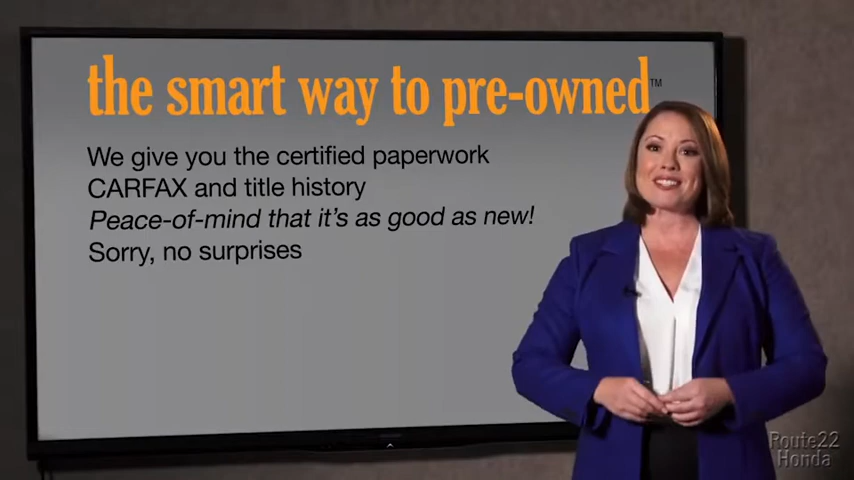 the smart way to pre-owned™
We give you the certified paperwork
CARFAX and title history
Peace-of-mind that it's as good as new!
Sorry, no surprises
Route22
Honda